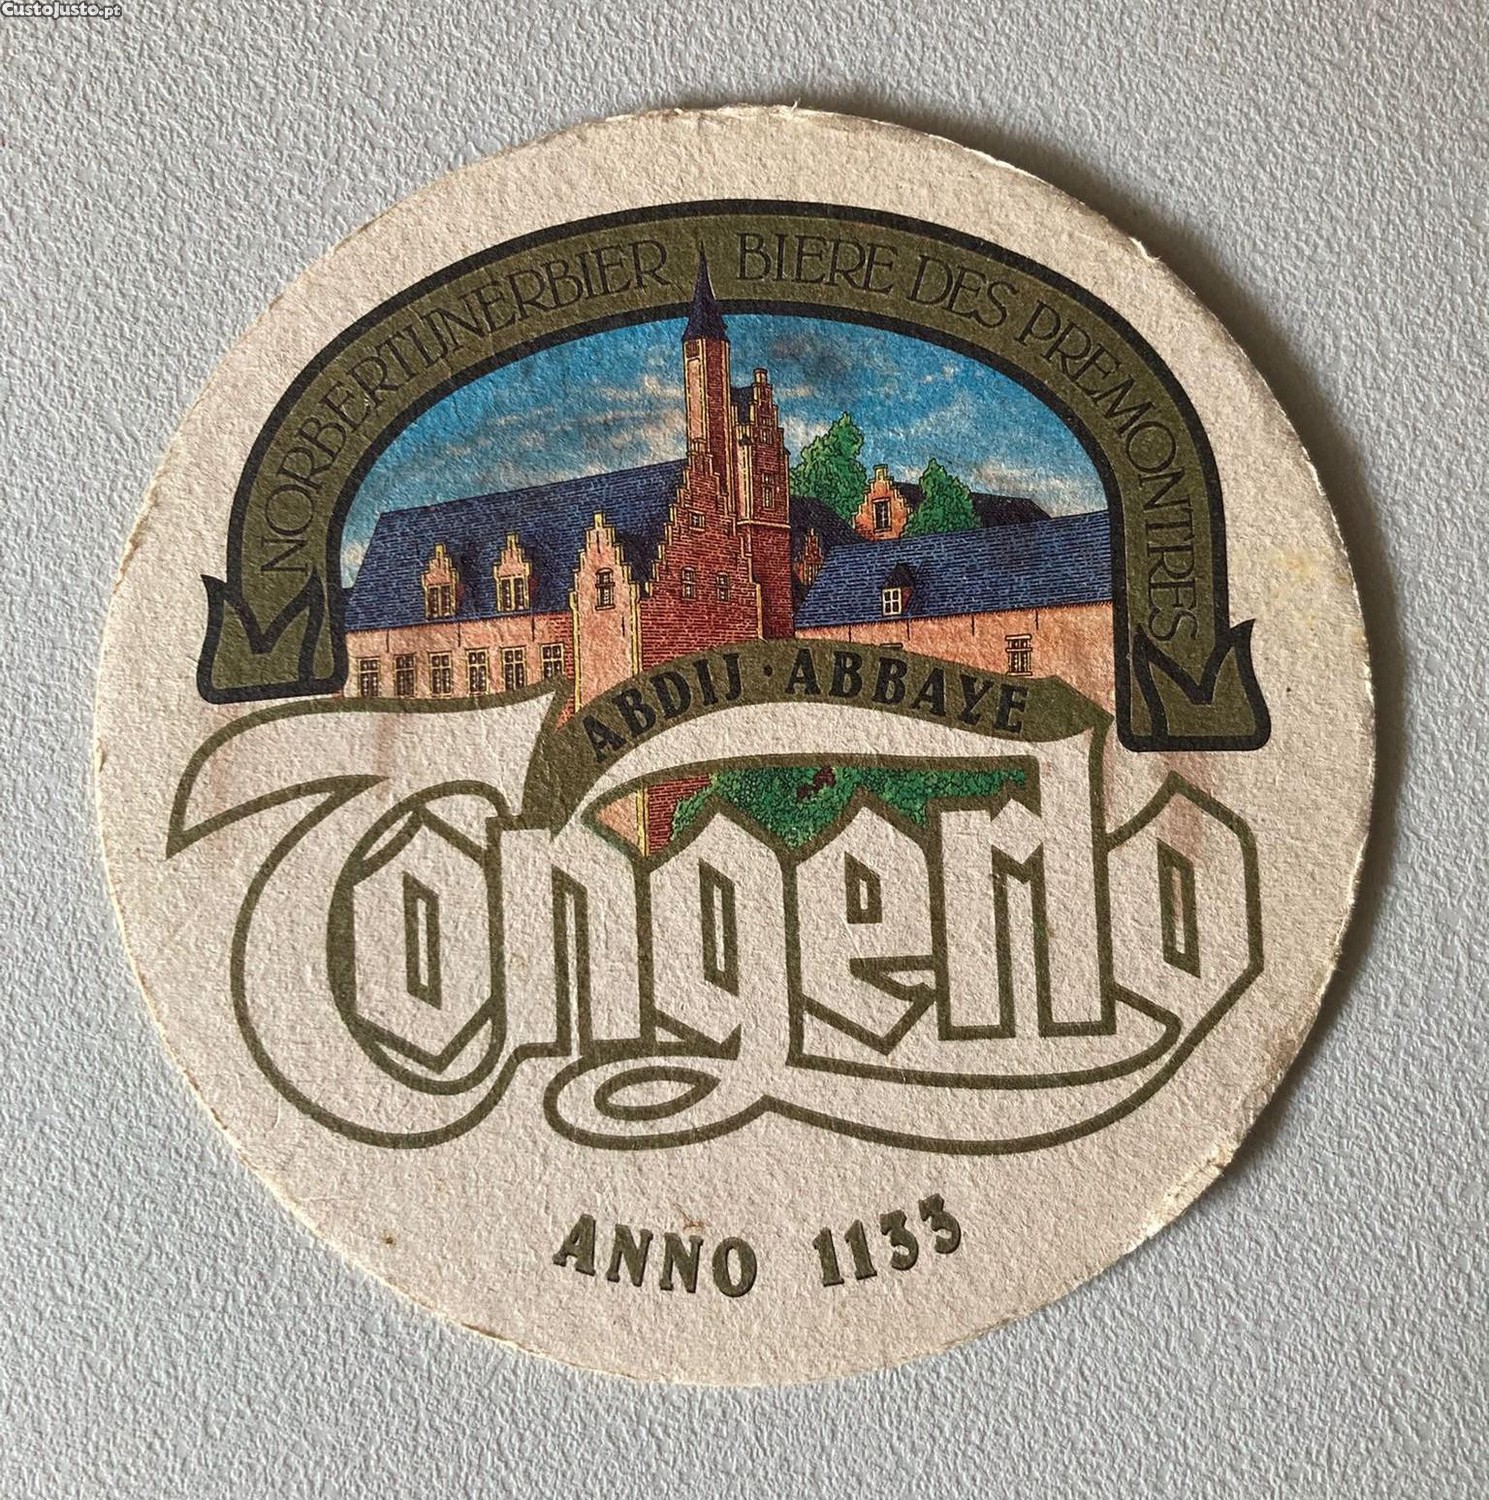 CustoJusto.pt
NORBERTIJNERBIER BIERE DES PREMONTRES
ABDIJ · ABBAYE
Tongerlo
ANNO 1133